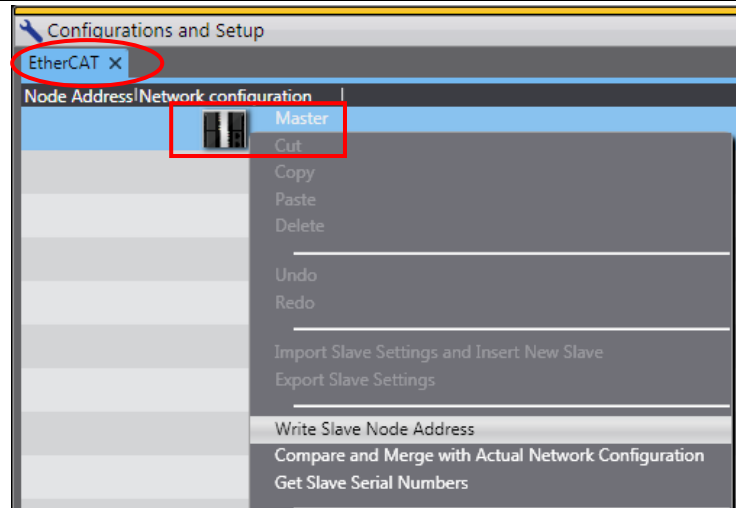 Configurations and Setup
EtherCAT ×
Node Address Network configuration
Master
Cut
Copy
Paste
Delete
Undo
Redo
Import Slave Settings and Insert New Slave
Export Slave Settings
Write Slave Node Address
Compare and Merge with Actual Network Configuration
Get Slave Serial Numbers